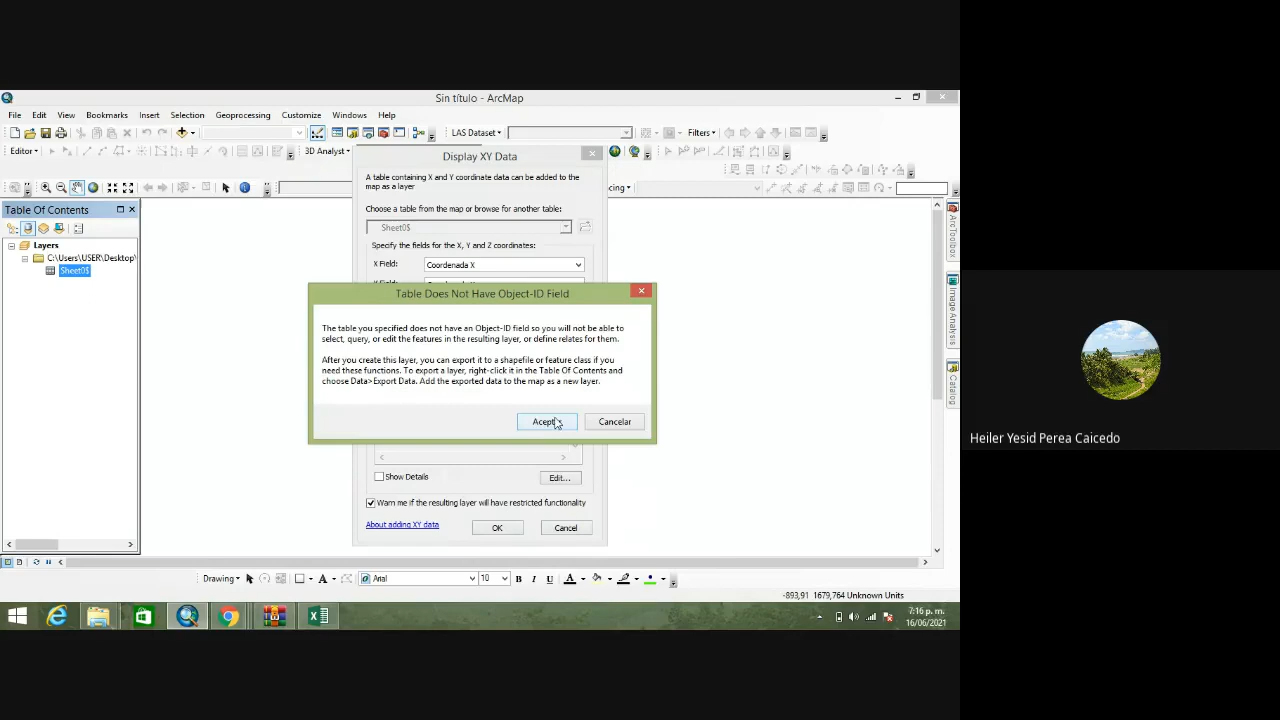 Sin título - ArcMap
File Edit View Bookmarks Insert Selection Geoprocessing Customize Windows Help
LAS Dataset
Filters
Editor
3D Analyst
Table Of Contents
Layers
C:\Users\USER\Desktop\
Sheet0$
Display XY Data
A table containing X and Y coordinate data can be added to the
map as a layer
Choose a table from the map or browse for another table:
Sheet0$
Specify the fields for the X, Y and Z coordinates:
X Field: Coordenada X
Table Does Not Have Object-ID Field
The table you specified does not have an Object-ID field so you will not be able to
select, query, or edit the features in the resulting layer, or define relates for them.
After you create this layer, you can export it to a shapefile or feature class if you
need these functions. To export a layer, right-click it in the Table Of Contents and
choose Data>Export Data. Add the exported data to the map as a new layer.
Cancelar
Show Details
Edit...
Warn me if the resulting layer will have restricted functionality
About adding XY data
OK
Cancel
ArcToolbox
Image Analysis
Catalog
Drawing
Arial
10
B I U A
-893,91 1679,764 Unknown Units
7:16 p. m.
16/06/2021
Heiler Yesid Perea Caicedo